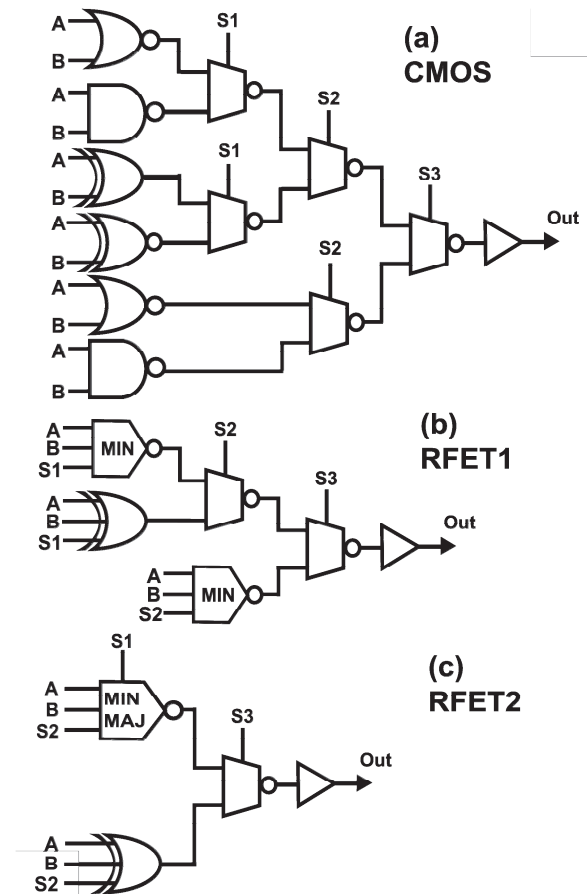 A
B
S1
(a)
CMOS
A
B
S2
A
B
S1
S3
Out
A
B
S2
A
B
A
B
(b)
RFET1
A
B
S1
MIN
S2
S3
A
B
S1
Out
A
B
S2
MIN
S1
(c)
RFET2
A
B
S2
MIN
MAJ
S3
Out
A
B
S2